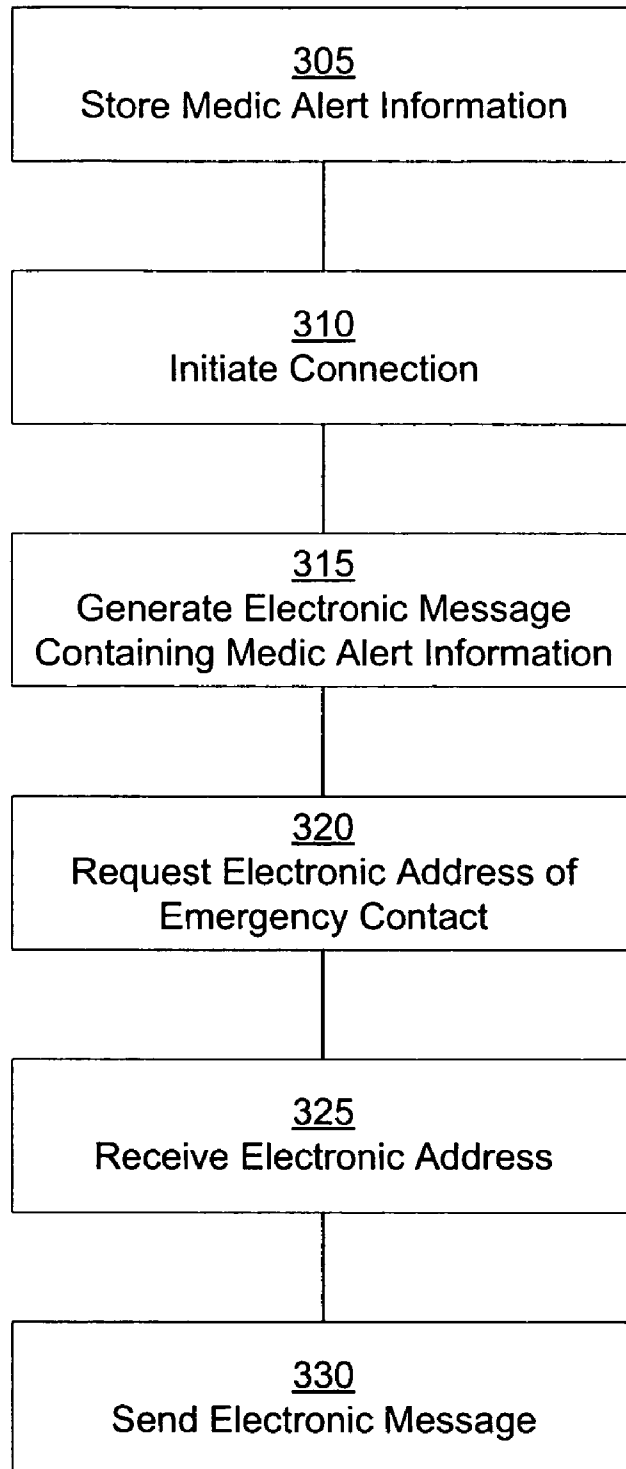 305
Store Medic Alert Information
310
Initiate Connection
315
Generate Electronic Message
Containing Medic Alert Information
320
Request Electronic Address of
Emergency Contact
325
Receive Electronic Address
330
Send Electronic Message